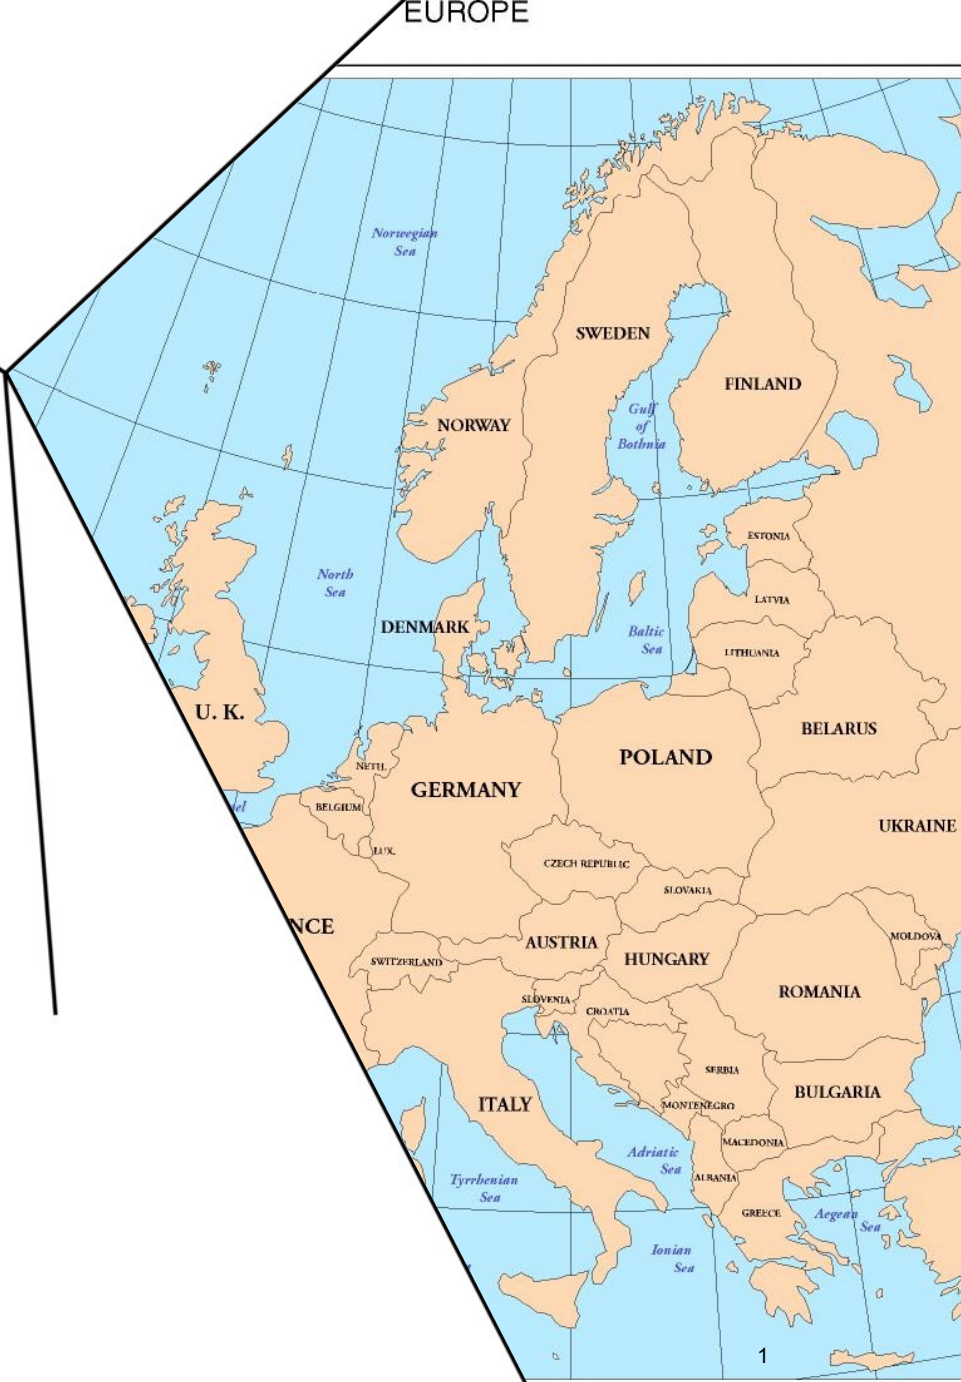 EUROPE
Norwegian
Sea
SWEDEN
FINLAND
NORWAY
Gulf
of
Bothnia
ESTONIA
North
Sea
LATVIA
DENMARK
Baltic
Sea
LITHUANIA
U. K.
BELARUS
POLAND
NETH.
GERMANY
BELGIUM
el
UKRAINE
LUX.
CZECH REPUBLIC
SLOVAKIA
NCE
MOLDOVA
AUSTRIA
SWITZERLAND
HUNGARY
ROMANIA
SLOVENIA
CROATIA
SERBIA
BULGARIA
ITALY
MONTENEGRO
MACEDONIA
Adriatic
Sea
ALBANIA
Tyrrhenian
Sea
GREECE
Aegean
Sea
Ionian
Sea
1